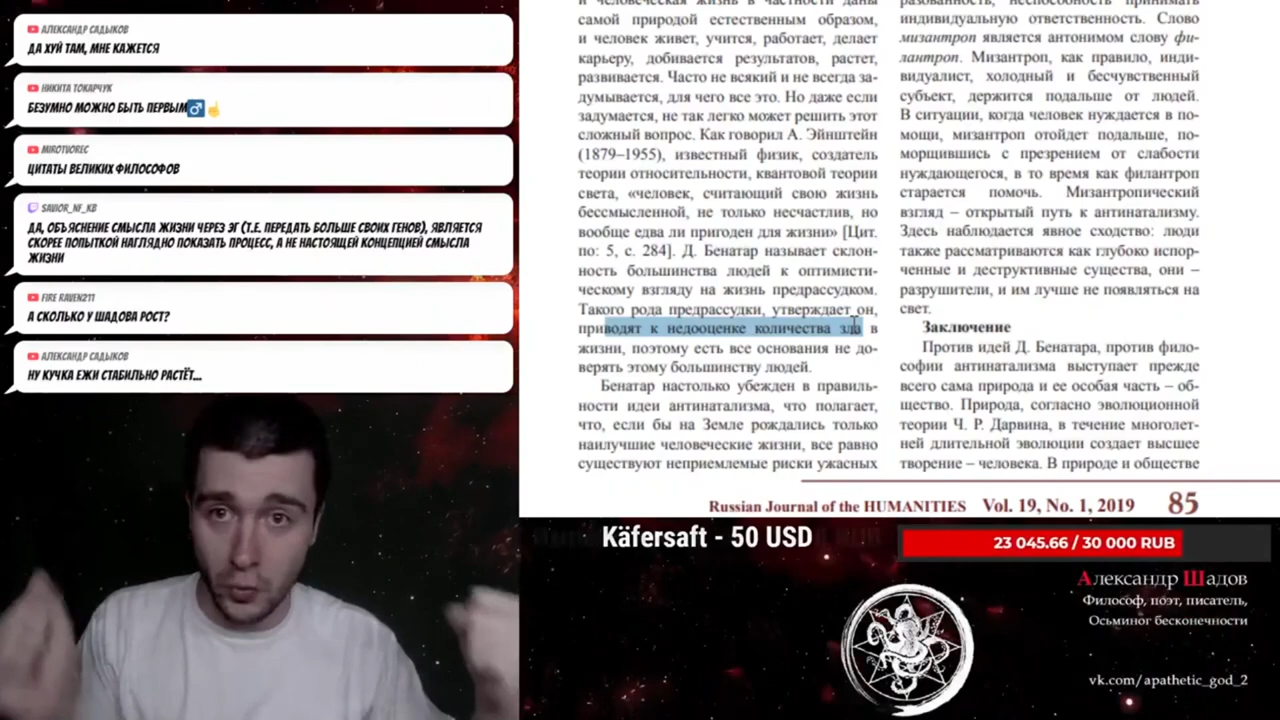 АЛЕКСАНДР САДЫКОВ
ДА ХУЙ ТАМ, МНЕ КАЖЕТСЯ
НИКИТА ТОКАРЧУК
БЕЗУМНО МОЖНО БЫТЬ ПЕРВЫМ♂☝
MIROTVOREC
ЦИТАТЫ ВЕЛИКИХ ФИЛОСОФОВ
SAVIOR_NF_KB
ДА, ОБЪЯСНЕНИЕ СМЫСЛА ЖИЗНИ ЧЕРЕЗ ЭГ (Т.Е. ПЕРЕДАТЬ БОЛЬШЕ СВОИХ ГЕНОВ), ЯВЛЯЕТСЯ
СКОРЕЕ ПОПЫТКОЙ НАГЛЯДНО ПОКАЗАТЬ ПРОЦЕСС, А НЕ НАСТОЯЩЕЙ КОНЦЕПЦИЕЙ СМЫСЛА
ЖИЗНИ
FIRE RAVEN211
А СКОЛЬКО У ШАДОВА РОСТ?
АЛЕКСАНДР САДЫКОВ
НУ КУЧКА ЕЖИ СТАБИЛЬНО РАСТЁТ...
и человеческая жизнь в частности даны
самой природой естественным образом,
и человек живет, учится, работает, делает
карьеру, добивается результатов, растет,
развивается. Часто не всякий и не всегда за-
думывается, для чего все это. Но даже если
задумается, не так легко может решить этот
сложный вопрос. Как говорил А. Эйнштейн
(1879–1955), известный физик, создатель
теории относительности, квантовой теории
света, «человек, считающий свою жизнь
бессмысленной, не только несчастлив, но
вообще едва ли пригоден для жизни» [Цит.
по: 5, с. 284]. Д. Бенатар называет склон-
ность большинства людей к оптимисти-
ческому взгляду на жизнь предрассудком.
Такого рода предрассудки, утверждает он,
приводят к недооценке количества зла в
жизни, поэтому есть все основания не до-
верять этому большинству людей.
Бенатар настолько убежден в правиль-
ности идеи антинатализма, что полагает,
что, если бы на Земле рождались только
наилучшие человеческие жизни, все равно
существуют неприемлемые риски ужасных
разованность, неспособность принимать
индивидуальную ответственность. Слово
мизантроп является антонимом слову фи-
лантроп. Мизантроп, как правило, инди-
видуалист, холодный и бесчувственный
субъект, держится подальше от людей.
В ситуации, когда человек нуждается в по-
мощи, мизантроп отойдет подальше, по-
морщившись с презрением от слабости
нуждающегося, в то время как филантроп
старается помочь. Мизантропический
взгляд – открытый путь к антинатализму.
Здесь наблюдается явное сходство: люди
также рассматриваются как глубоко испор-
ченные и деструктивные существа, они –
разрушители, и им лучше не появляться на
свет.
Заключение
Против идей Д. Бенатара, против фило-
софии антинатализма выступает прежде
всего сама природа и ее особая часть – об-
щество. Природа, согласно эволюционной
теории Ч. Р. Дарвина, в течение многолет-
ней длительной эволюции создает высшее
творение – человека. В природе и обществе
Russian Journal of the HUMANITIES Vol. 19, No. 1, 2019 85
Käfersaft - 50 USD
23 045.66 / 30 000 RUB
Александр Шадов
Философ, поэт, писатель,
Осьминог бесконечности
vk.com/apathetic_god_2